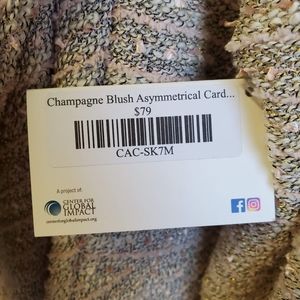 Champagne Blush Asymmetrical Card...
$79
CAC-SK7M
A project of:
CENTER FOR
GLOBAL
IMPACT
centerforglobalimpact.org